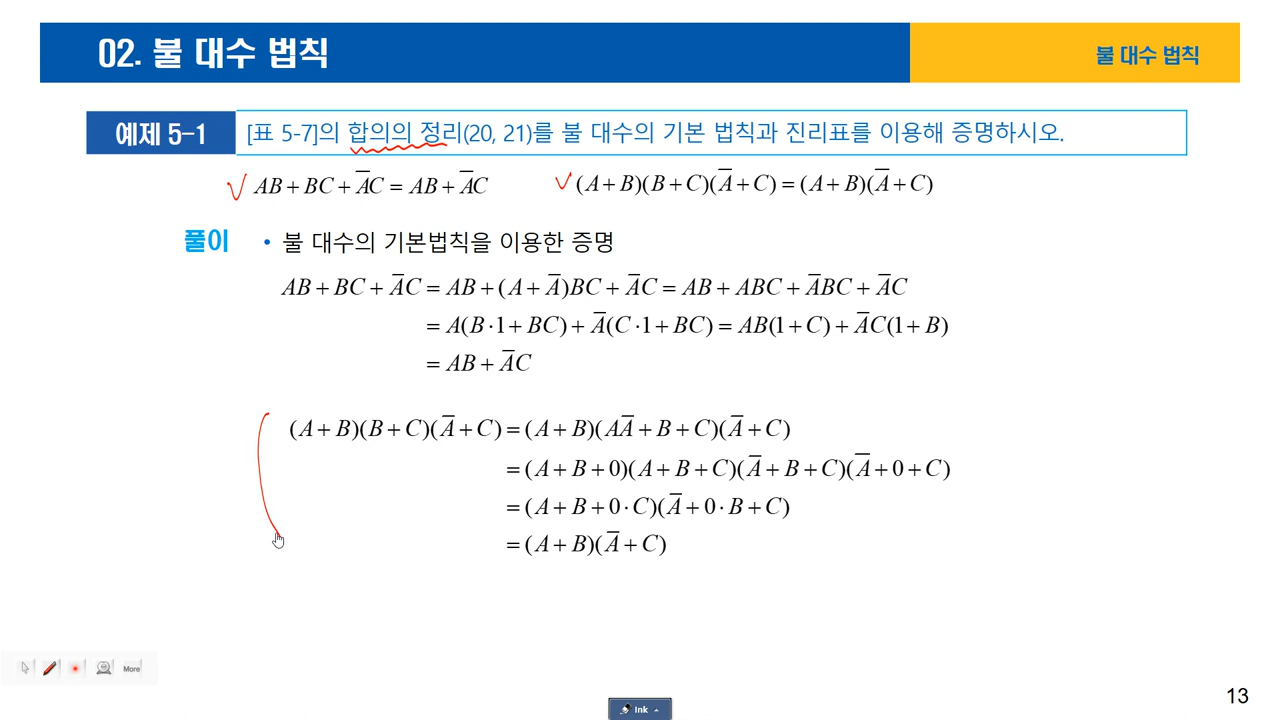 02. 불 대수 법칙
불 대수 법칙
예제 5-1
[표 5-7]의 합의의 정리(20, 21)를 불 대수의 기본 법칙과 진리표를 이용해 증명하시오.
AB + BC + A̅C = AB + A̅C
(A + B)(B + C)(A̅ + C) = (A + B)(A̅ + C)
풀이
• 불 대수의 기본법칙을 이용한 증명
AB + BC + A̅C = AB + (A + A̅)BC + A̅C = AB + ABC + A̅BC + A̅C
= A(B·1 + BC) + A̅(C·1 + BC) = AB(1 + C) + A̅C(1 + B)
= AB + A̅C
(A + B)(B + C)(A̅ + C) = (A + B)(AA̅ + B + C)(A̅ + C)
= (A + B + 0)(A + B + C)(A̅ + B + C)(A̅ + 0 + C)
= (A + B + 0·C)(A̅ + 0·B + C)
= (A + B)(A̅ + C)
More
Ink
13